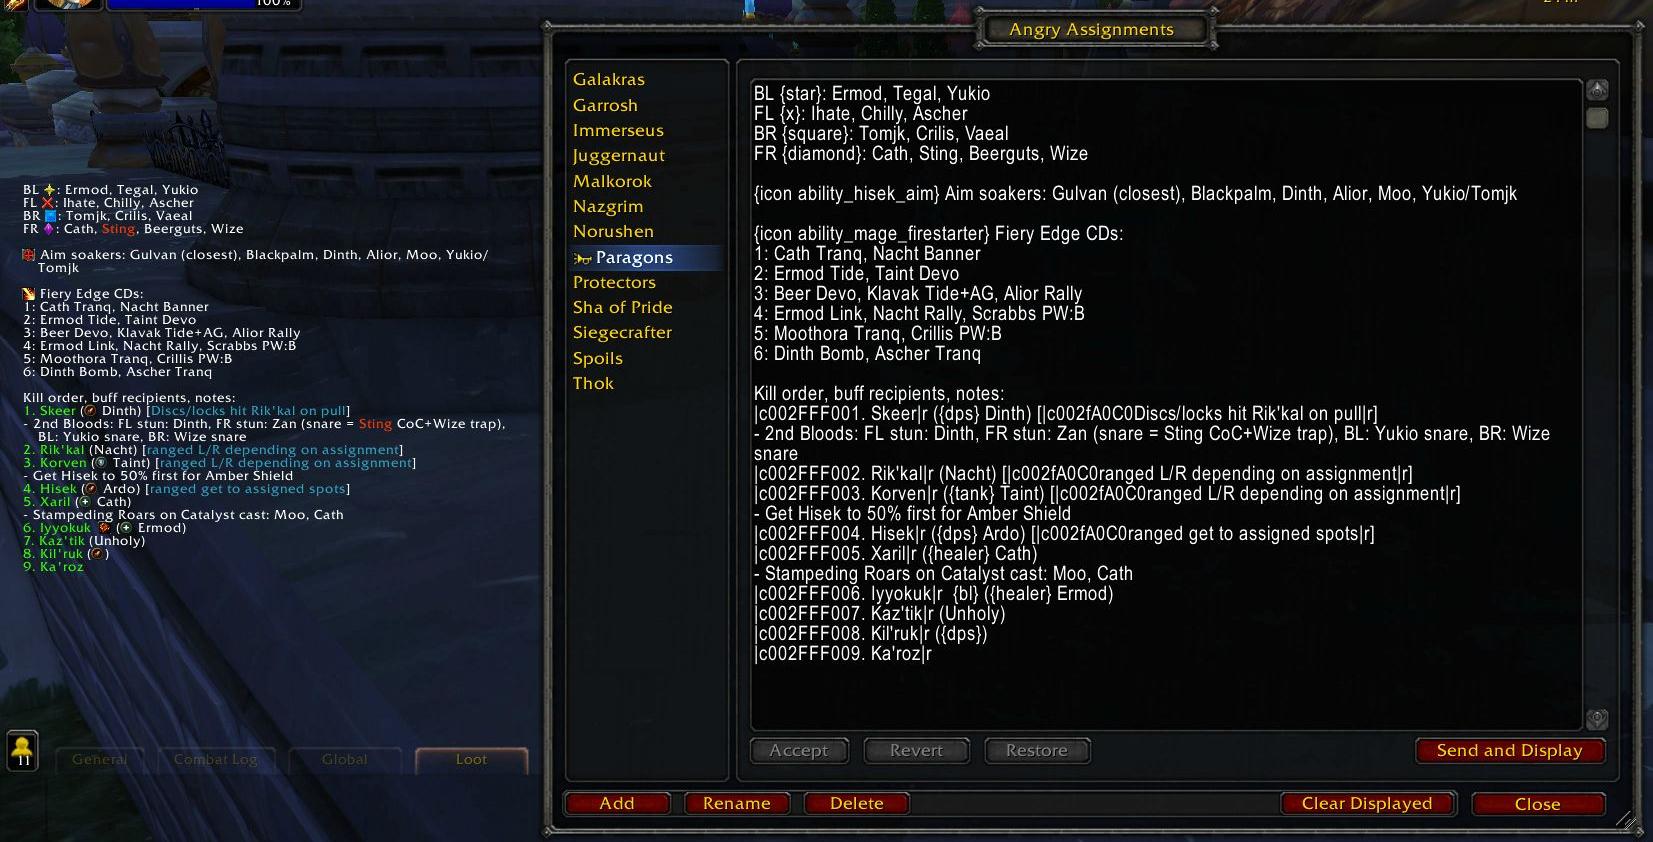 100%
Angry Assignments
BL : Ermod, Tegal, Yukio
FL : Ihate, Chilly, Ascher
BR : Tomjk, Crilis, Vaeal
FR : Cath, Sting, Beerguts, Wize
Aim soakers: Gulvan (closest), Blackpalm, Dinth, Alior, Moo, Yukio/
Tomjk
Fiery Edge CDs:
1: Cath Tranq, Nacht Banner
2: Ermod Tide, Taint Devo
3: Beer Devo, Klavak Tide+AG, Alior Rally
4: Ermod Link, Nacht Rally, Scrabbs PW:B
5: Moothora Tranq, Crillis PW:B
6: Dinth Bomb, Ascher Tranq
Kill order, buff recipients, notes:
1. Skeer ( Dinth) [Discs/locks hit Rik'kal on pull]
- 2nd Bloods: FL stun: Dinth, FR stun: Zan (snare = Sting CoC+Wize trap),
BL: Yukio snare, BR: Wize snare
2. Rik'kal (Nacht) [ranged L/R depending on assignment]
3. Korven ( Taint) [ranged L/R depending on assignment]
- Get Hisek to 50% first for Amber Shield
4. Hisek ( Ardo) [ranged get to assigned spots]
5. Xaril ( Cath)
- Stampeding Roars on Catalyst cast: Moo, Cath
6. Iyyokuk ( Ermod)
7. Kaz'tik (Unholy)
8. Kil'ruk ( )
9. Ka'roz
11
General
Combat Log
Global
Loot
Galakras
Garrosh
Immerseus
Juggernaut
Malkorok
Nazgrim
Norushen
Paragons
Protectors
Sha of Pride
Siegecrafter
Spoils
Thok
BL {star}: Ermod, Tegal, Yukio
FL {x}: Ihate, Chilly, Ascher
BR {square}: Tomjk, Crilis, Vaeal
FR {diamond}: Cath, Sting, Beerguts, Wize
{icon ability_hisek_aim} Aim soakers: Gulvan (closest), Blackpalm, Dinth, Alior, Moo, Yukio/Tomjk
{icon ability_mage_firestarter} Fiery Edge CDs:
1: Cath Tranq, Nacht Banner
2: Ermod Tide, Taint Devo
3: Beer Devo, Klavak Tide+AG, Alior Rally
4: Ermod Link, Nacht Rally, Scrabbs PW:B
5: Moothora Tranq, Crillis PW:B
6: Dinth Bomb, Ascher Tranq
Kill order, buff recipients, notes:
|c002FFF001. Skeer|r ({dps} Dinth) [|c002fA0C0Discs/locks hit Rik'kal on pull|r]
- 2nd Bloods: FL stun: Dinth, FR stun: Zan (snare = Sting CoC+Wize trap), BL: Yukio snare, BR: Wize
snare
|c002FFF002. Rik'kal|r (Nacht) [|c002fA0C0ranged L/R depending on assignment|r]
|c002FFF003. Korven|r ({tank} Taint) [|c002fA0C0ranged L/R depending on assignment|r]
- Get Hisek to 50% first for Amber Shield
|c002FFF004. Hisek|r ({dps} Ardo) [|c002fA0C0ranged get to assigned spots|r]
|c002FFF005. Xaril|r ({healer} Cath)
- Stampeding Roars on Catalyst cast: Moo, Cath
|c002FFF006. Iyyokuk|r  {bl} ({healer} Ermod)
|c002FFF007. Kaz'tik|r (Unholy)
|c002FFF008. Kil'ruk|r ({dps})
|c002FFF009. Ka'roz|r
Accept
Revert
Restore
Send and Display
Add
Rename
Delete
Clear Displayed
Close